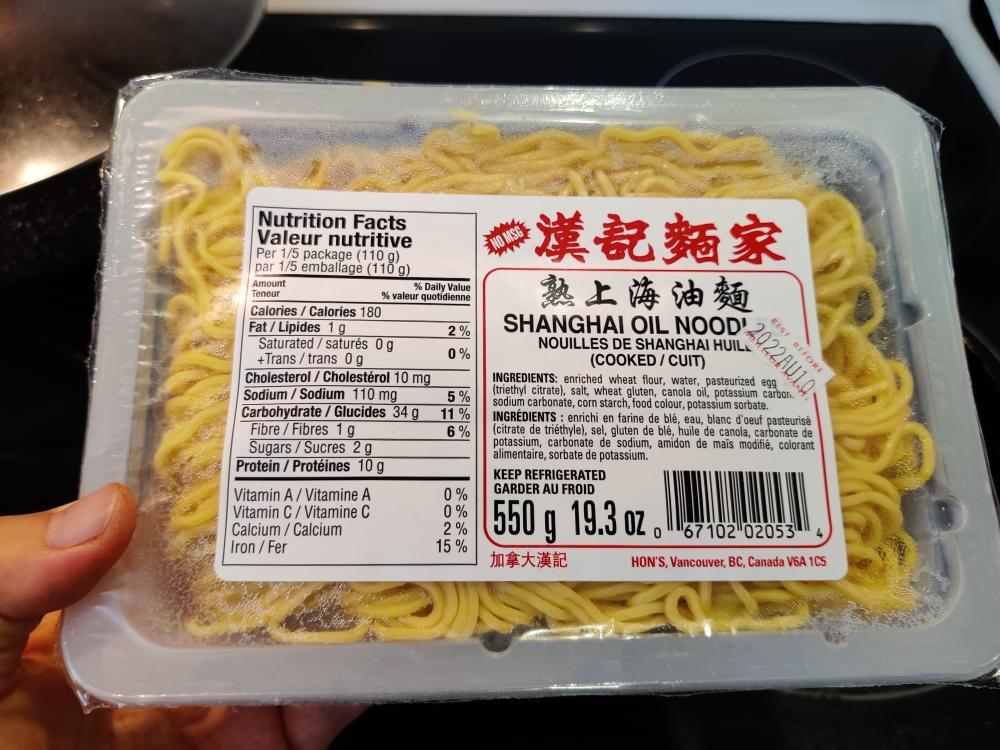 Nutrition Facts
Valeur nutritive
Per 1/5 package (110 g)
par 1/5 emballage (110 g)
Amount % Daily Value
Teneur % valeur quotidienne
Calories / Calories 180
Fat / Lipides 1 g 2 %
Saturated / saturés 0 g
+Trans / trans 0 g 0 %
Cholesterol / Cholestérol 10 mg
Sodium / Sodium 110 mg 5 %
Carbohydrate / Glucides 34 g 11 %
Fibre / Fibres 1 g 6 %
Sugars / Sucres 2 g
Protein / Protéines 10 g
Vitamin A / Vitamine A 0 %
Vitamin C / Vitamine C 0 %
Calcium / Calcium 2 %
Iron / Fer 15 %
NO MSG
漢記麵家
熟上海油麵
SHANGHAI OIL NOOD
NOUILLES DE SHANGHAI HUIL
(COOKED / CUIT)
BEST BEFORE
2022AU10
INGREDIENTS: enriched wheat flour, water, pasteurized egg
(triethyl citrate), salt, wheat gluten, canola oil, potassium carbon
sodium carbonate, corn starch, food colour, potassium sorbate.
INGRÉDIENTS : enrichi en farine de blé, eau, blanc d'oeuf pasteurisé
(citrate de triéthyle), sel, gluten de blé, huile de canola, carbonate de
potassium, carbonate de sodium, amidon de maïs modifié, colorant
alimentaire, sorbate de potassium.
KEEP REFRIGERATED
GARDER AU FROID
550 g 19.3 oz
0 67102 02053 4
加拿大漢記
HON'S, Vancouver, BC, Canada V6A 1C5